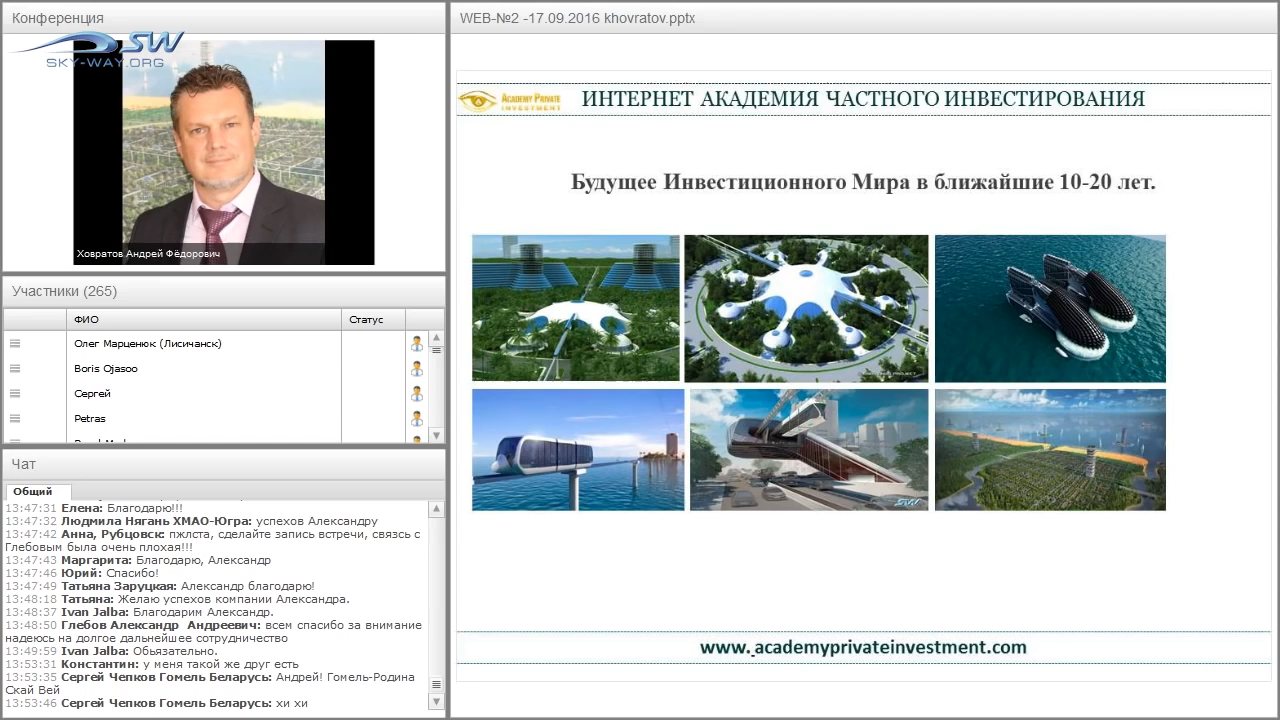 Конференция
SW
SKY-WAY.ORG
Ховратов Андрей Фёдорович
Участники (265)
ФИО
Статус
Олег Марценюк (Лисичанск)
Boris Ojasoo
Сергей
Petras
Чат
Общий
13:47:31 Елена: Благодарю!!!
13:47:32 Людмила Нягань ХМАО-Югра: успехов Александру
13:47:42 Анна, Рубцовск: пжлста, сделайте запись встречи, связсь с
Глебовым была очень плохая!!!
13:47:43 Маргарита: Благодарю, Александр
13:47:46 Юрий: Спасибо!
13:47:49 Татьяна Заруцкая: Александр благодарю!
13:48:18 Татьяна: Желаю успехов компании Александра.
13:48:37 Ivan Jalba: Благодарим Александр.
13:48:50 Глебов Александр Андреевич: всем спасибо за внимание
надеюсь на долгое дальнейшее сотрудничество
13:49:59 Ivan Jalba: Обьязательно.
13:53:31 Константин: у меня такой же друг есть
13:53:35 Сергей Чепков Гомель Беларусь: Андрей! Гомель-Родина
Скай Вей
13:53:46 Сергей Чепков Гомель Беларусь: хи хи
WEB-№2 -17.09.2016 khovratov.pptx
ACADEMY PRIVATE
INVESTMENT
ИНТЕРНЕТ АКАДЕМИЯ ЧАСТНОГО ИНВЕСТИРОВАНИЯ
Будущее Инвестиционного Мира в ближайшие 10-20 лет.
SW
www._academyprivateinvestment.com